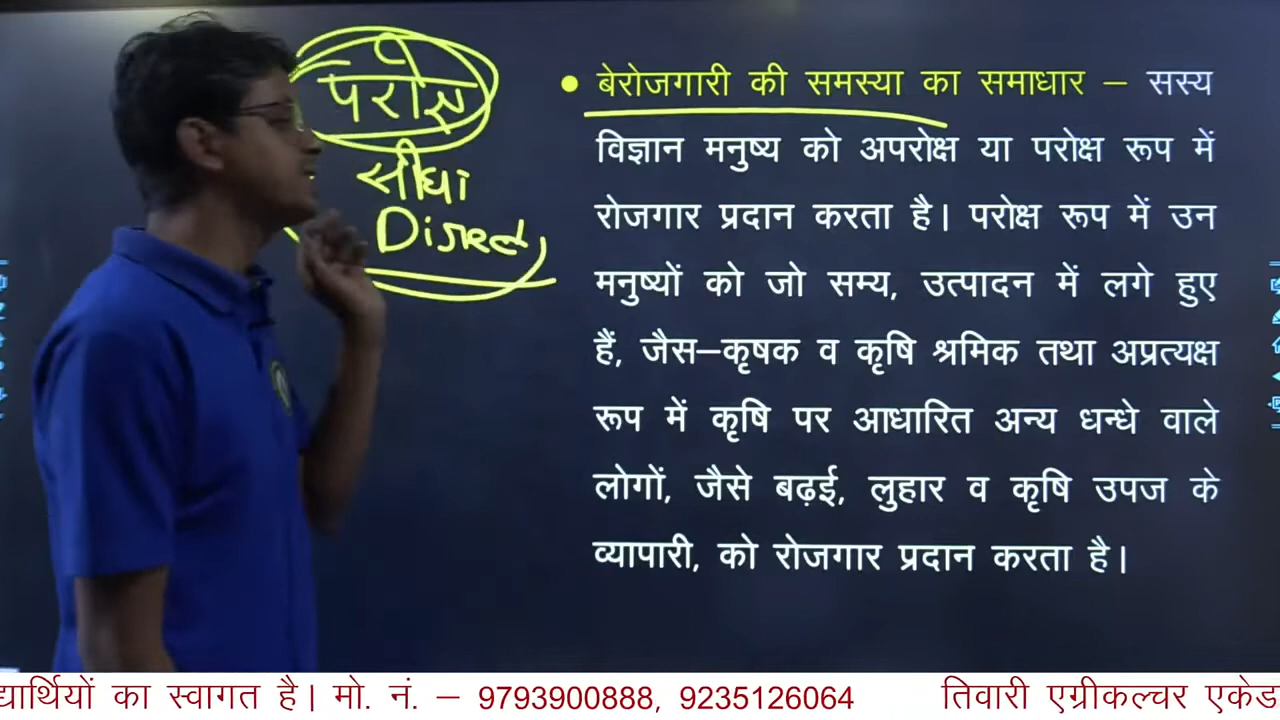 परोक्ष
सीधा
Direct
• बेरोजगारी की समस्या का समाधार – सस्य
विज्ञान मनुष्य को अपरोक्ष या परोक्ष रूप में
रोजगार प्रदान करता है। परोक्ष रूप में उन
मनुष्यों को जो सम्य, उत्पादन में लगे हुए
हैं, जैस–कृषक व कृषि श्रमिक तथा अप्रत्यक्ष
रूप में कृषि पर आधारित अन्य धन्धे वाले
लोगों, जैसे बढ़ई, लुहार व कृषि उपज के
व्यापारी, को रोजगार प्रदान करता है।
द्यार्थियों का स्वागत है। मो. नं. – 9793900888, 9235126064 तिवारी एग्रीकल्चर एकेड